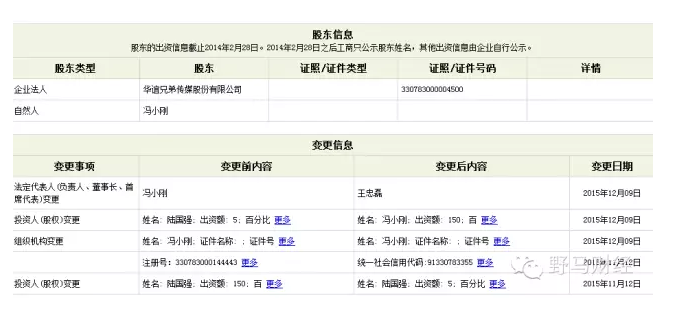 股东信息
股东的出资信息截止2014年2月28日。2014年2月28日之后工商只公示股东姓名，其他出资信息由企业自行公示。
股东类型 股东 证照/证件类型 证照/证件号码 详情
企业法人 华谊兄弟传媒股份有限公司 330783000004500
自然人 冯小刚
变更信息
变更事项 变更前内容 变更后内容 变更日期
法定代表人(负责人、董事长、首
席代表)变更 冯小刚 王忠磊 2015年12月09日
投资人(股权)变更 姓名: 陆国强; 出资额: 5; 百分比 更多 姓名: 冯小刚; 出资额: 150; 百 更多 2015年12月09日
组织机构变更 姓名: 冯小刚; 证件名称: ; 证件号 更多 姓名: 冯小刚; 证件名称: ; 证件号 更多 2015年12月09日
注册号: 330783000144443 更多 统一社会信用代码:91330783355 更多 2015年11月12日
投资人(股权)变更 姓名: 陆国强; 出资额: 150; 百 更多 姓名: 陆国强; 出资额: 5; 百分比 更多 2015年11月12日
野马财经